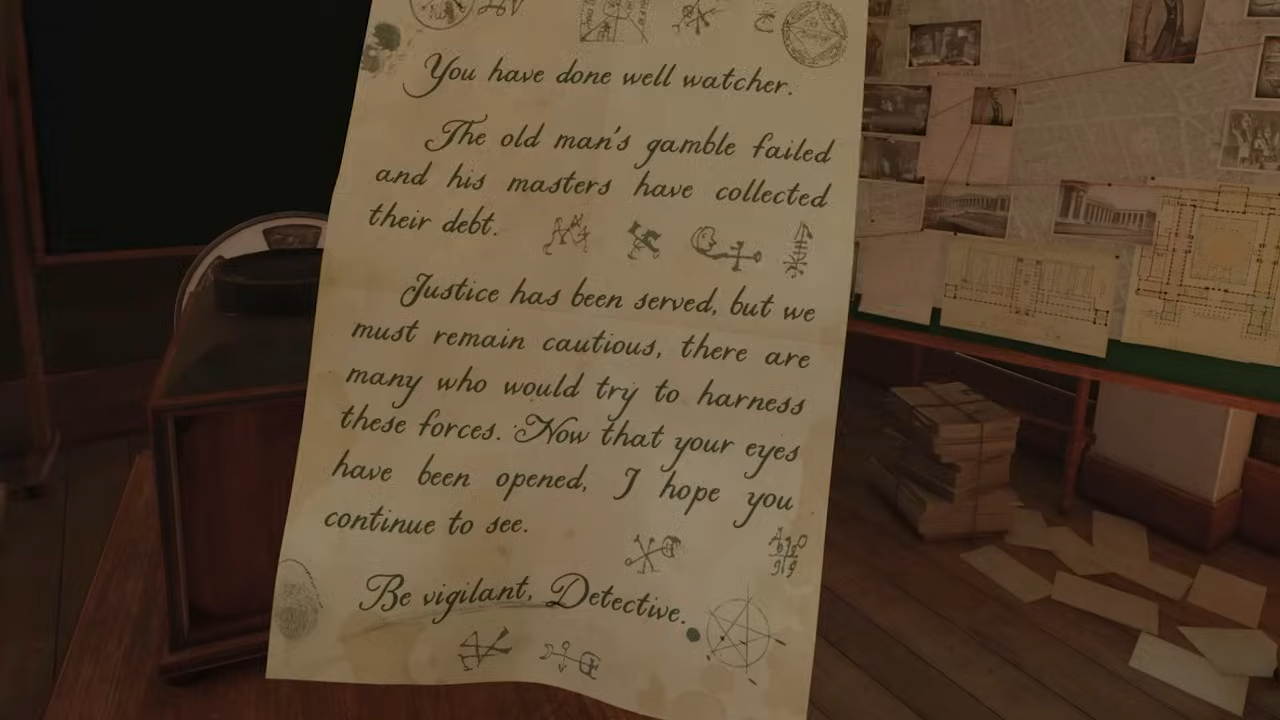 You have done well watcher.
The old man's gamble failed
and his masters have collected
their debt.
Justice has been served, but we
must remain cautious, there are
many who would try to harness
these forces. Now that your eyes
have been opened, I hope you
continue to see.
Be vigilant, Detective.